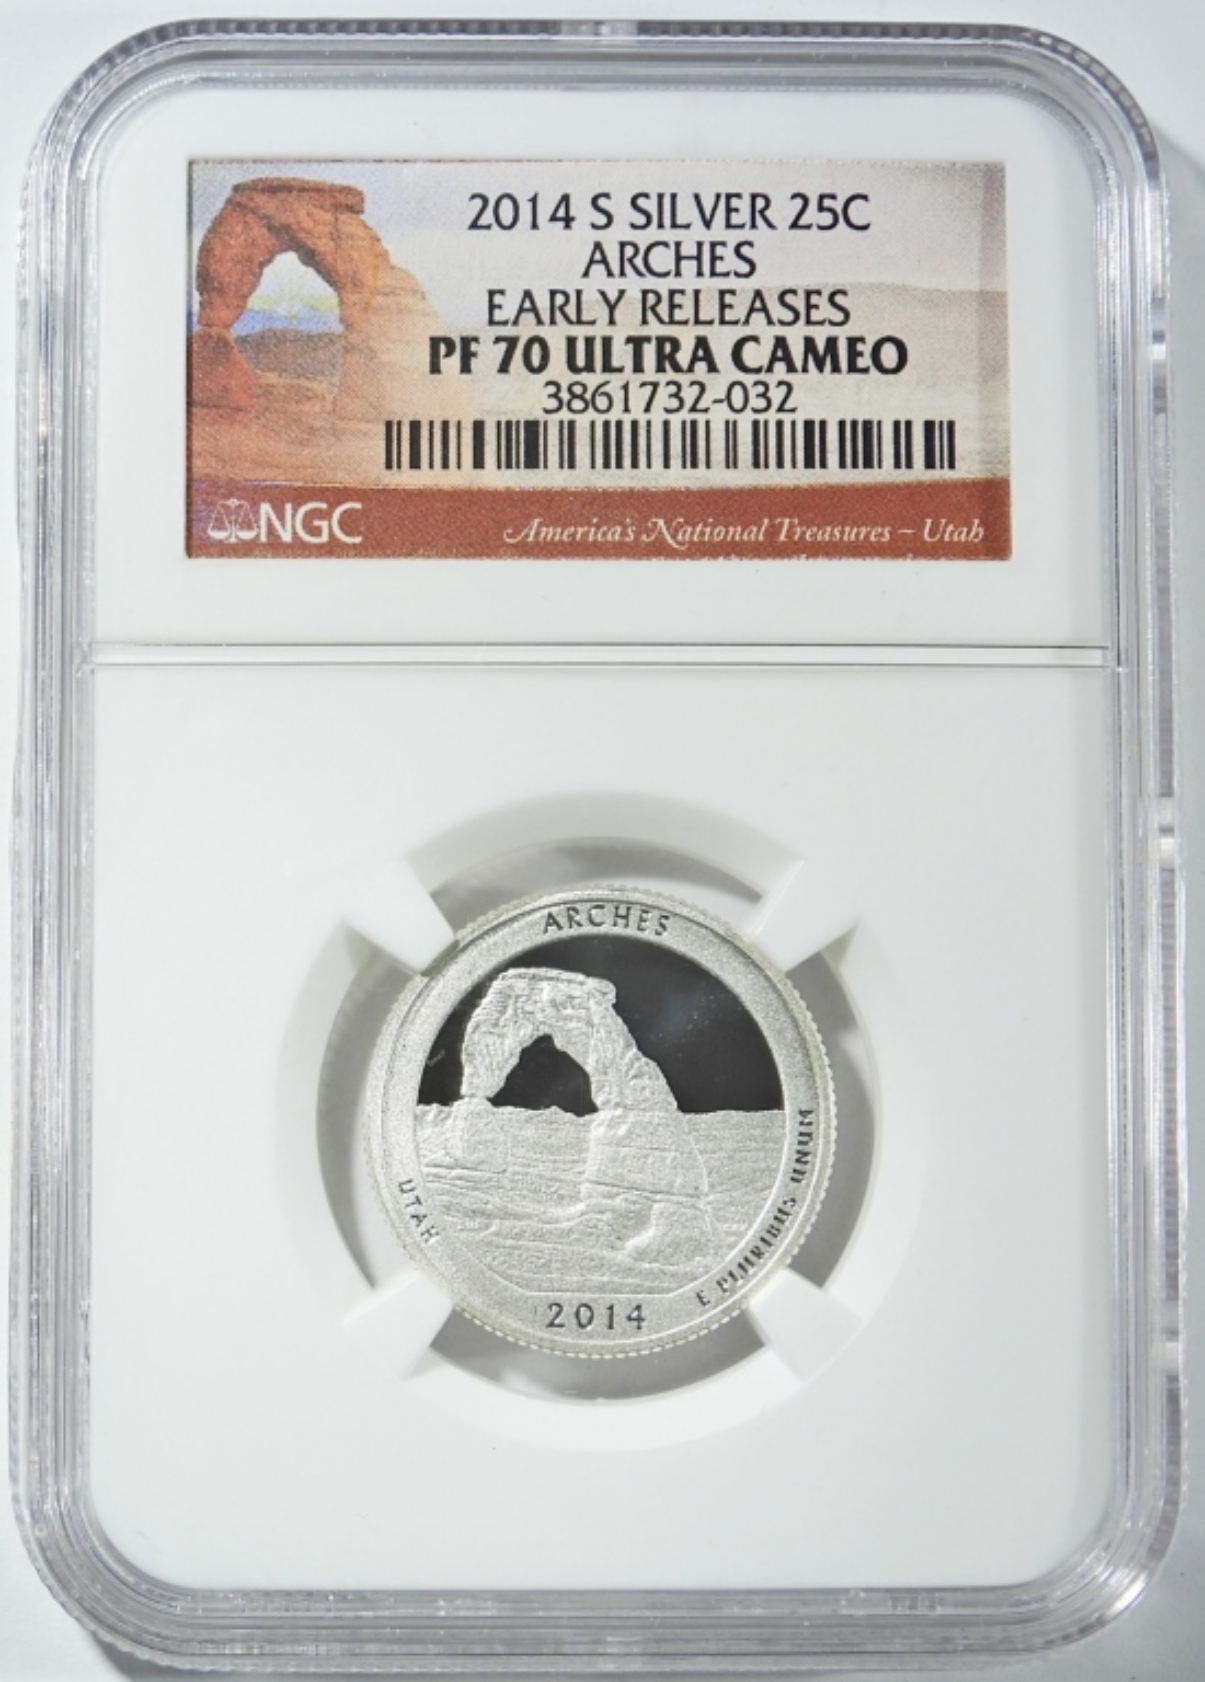 2014 S SILVER 25C
ARCHES
EARLY RELEASES
PF 70 ULTRA CAMEO
3861732-032
NGC
America's National Treasures – Utah
ARCHES
UTAH
2014
E PLURIBUS UNUM